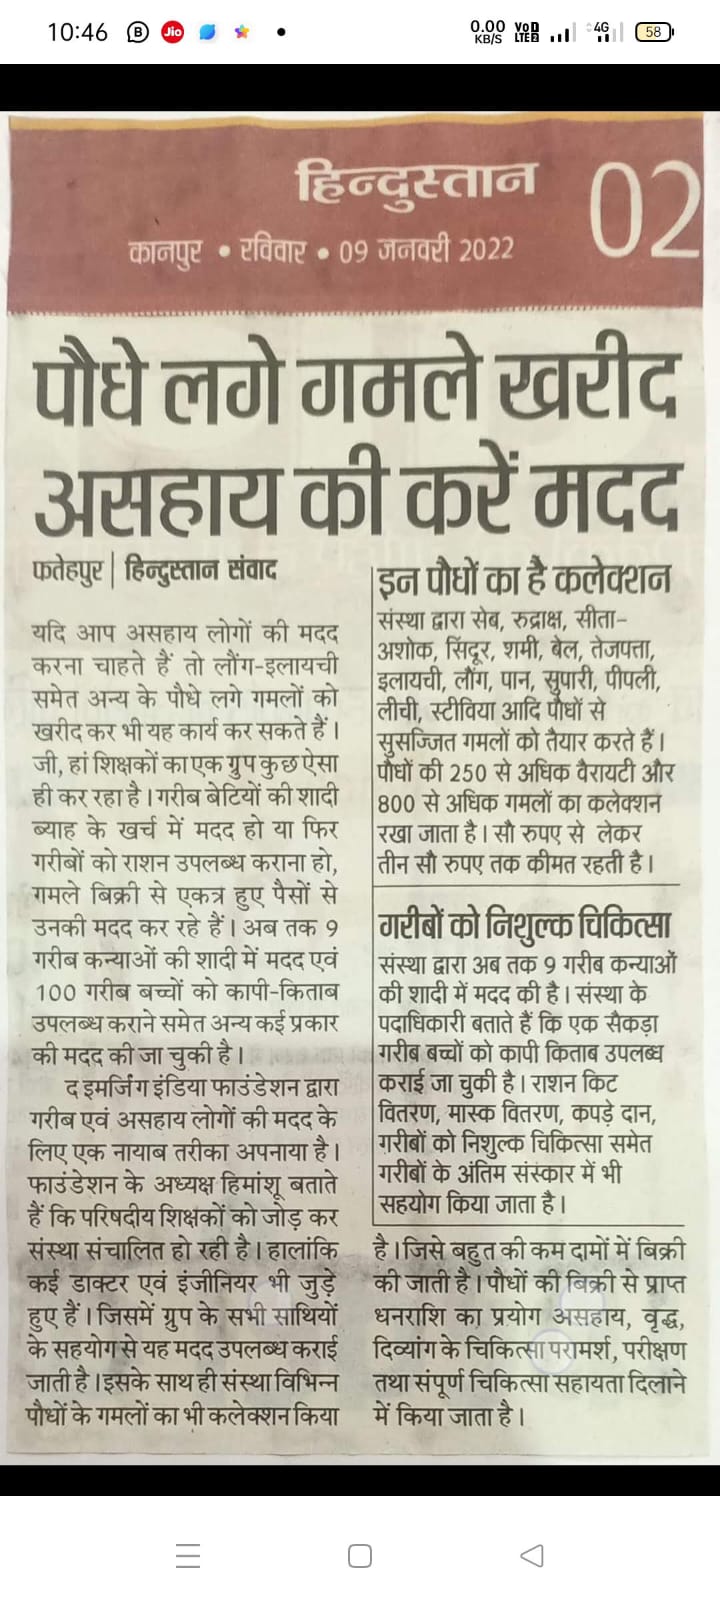 10:46
0.00 KB/S
4G
58
हिन्दुस्तान
02
कानपुर • रविवार • 09 जनवरी 2022
पौधे लगे गमले खरीद
असहाय की करें मदद
फतेहपुर | हिन्दुस्तान संवाद
यदि आप असहाय लोगों की मदद
करना चाहते हैं तो लौंग-इलायची
समेत अन्य के पौधे लगे गमलों को
खरीद कर भी यह कार्य कर सकते हैं।
जी, हां शिक्षकों का एक ग्रुप कुछ ऐसा
ही कर रहा है। गरीब बेटियों की शादी
ब्याह के खर्च में मदद हो या फिर
गरीबों को राशन उपलब्ध कराना हो,
गमले बिक्री से एकत्र हुए पैसों से
उनकी मदद कर रहे हैं। अब तक 9
गरीब कन्याओं की शादी में मदद एवं
100 गरीब बच्चों को कापी-किताब
उपलब्ध कराने समेत अन्य कई प्रकार
की मदद की जा चुकी है।
द इमर्जिंग इंडिया फाउंडेशन द्वारा
गरीब एवं असहाय लोगों की मदद के
लिए एक नायाब तरीका अपनाया है।
फाउंडेशन के अध्यक्ष हिमांशू बताते
हैं कि परिषदीय शिक्षकों को जोड़ कर
संस्था संचालित हो रही है। हालांकि
कई डाक्टर एवं इंजीनियर भी जुड़े
हुए हैं। जिसमें ग्रुप के सभी साथियों
के सहयोग से यह मदद उपलब्ध कराई
जाती है। इसके साथ ही संस्था विभिन्न
पौधों के गमलों का भी कलेक्शन किया
है। जिसे बहुत की कम दामों में बिक्री
की जाती है। पौधों की बिक्री से प्राप्त
धनराशि का प्रयोग असहाय, वृद्ध,
दिव्यांग के चिकित्सा परामर्श, परीक्षण
तथा संपूर्ण चिकित्सा सहायता दिलाने
में किया जाता है।
इन पौधों का है कलेक्शन
संस्था द्वारा सेब, रुद्राक्ष, सीता-
अशोक, सिंदूर, शमी, बेल, तेजपत्ता,
इलायची, लौंग, पान, सुपारी, पीपली,
लीची, स्टीविया आदि पौधों से
सुसज्जित गमलों को तैयार करते हैं।
पौधों की 250 से अधिक वैरायटी और
800 से अधिक गमलों का कलेक्शन
रखा जाता है। सौ रुपए से लेकर
तीन सौ रुपए तक कीमत रहती है।
गरीबों को निशुल्क चिकित्सा
संस्था द्वारा अब तक 9 गरीब कन्याओं
की शादी में मदद की है। संस्था के
पदाधिकारी बताते हैं कि एक सैकड़ा
गरीब बच्चों को कापी किताब उपलब्ध
कराई जा चुकी है। राशन किट
वितरण, मास्क वितरण, कपड़े दान,
गरीबों को निशुल्क चिकित्सा समेत
गरीबों के अंतिम संस्कार में भी
सहयोग किया जाता है।